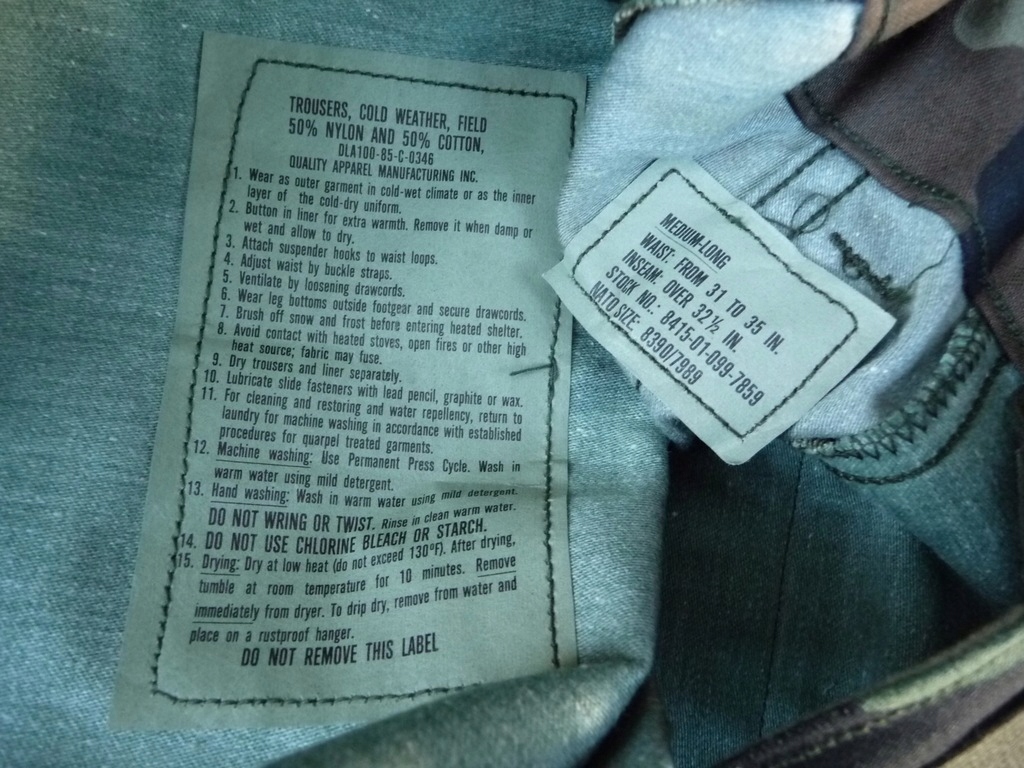 TROUSERS, COLD WEATHER, FIELD
50% NYLON AND 50% COTTON,
DLA100-85-C-0346
QUALITY APPAREL MANUFACTURING INC.
1. Wear as outer garment in cold-wet climate or as the inner
layer of the cold-dry uniform.
2. Button in liner for extra warmth. Remove it when damp or
wet and allow to dry.
3. Attach suspender hooks to waist loops.
4. Adjust waist by buckle straps.
5. Ventilate by loosening drawcords.
6. Wear leg bottoms outside footgear and secure drawcords.
7. Brush off snow and frost before entering heated shelter.
8. Avoid contact with heated stoves, open fires or other high
heat source; fabric may fuse.
9. Dry trousers and liner separately.
10. Lubricate slide fasteners with lead pencil, graphite or wax.
11. For cleaning and restoring and water repellency, return to
laundry for machine washing in accordance with established
procedures for quarpel treated garments.
12. Machine washing: Use Permanent Press Cycle. Wash in
warm water using mild detergent.
13. Hand washing: Wash in warm water using mild detergent.
DO NOT WRING OR TWIST. Rinse in clean warm water.
14. DO NOT USE CHLORINE BLEACH OR STARCH.
15. Drying: Dry at low heat (do not exceed 130°F). After drying,
tumble at room temperature for 10 minutes. Remove
immediately from dryer. To drip dry, remove from water and
place on a rustproof hanger.
DO NOT REMOVE THIS LABEL
MEDIUM-LONG
WAIST: FROM 31 TO 35 IN.
INSEAM: OVER 32½ IN.
STOCK NO.: 8415-01-099-7859
NATO SIZE: 8390/7989